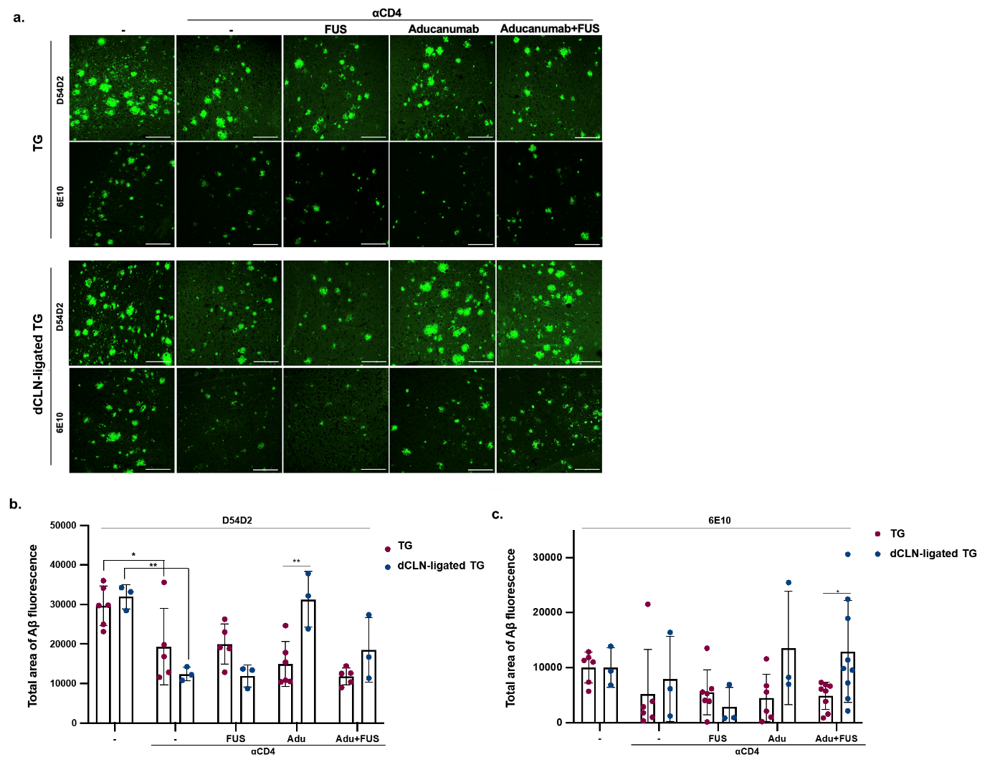 a.
αCD4
- - FUS Aducanumab Aducanumab+FUS
TG
D54D2
6E10
dCLN-ligated TG
D54D2
6E10
b.
D54D2
Total area of Aβ fluorescence
50000
40000
30000
20000
10000
0
*
**
**
TG
dCLN-ligated TG
- - FUS Adu Adu+FUS
αCD4
c.
6E10
Total area of Aβ fluorescence
30000
20000
10000
0
*
TG
dCLN-ligated TG
- - FUS Adu Adu+FUS
αCD4